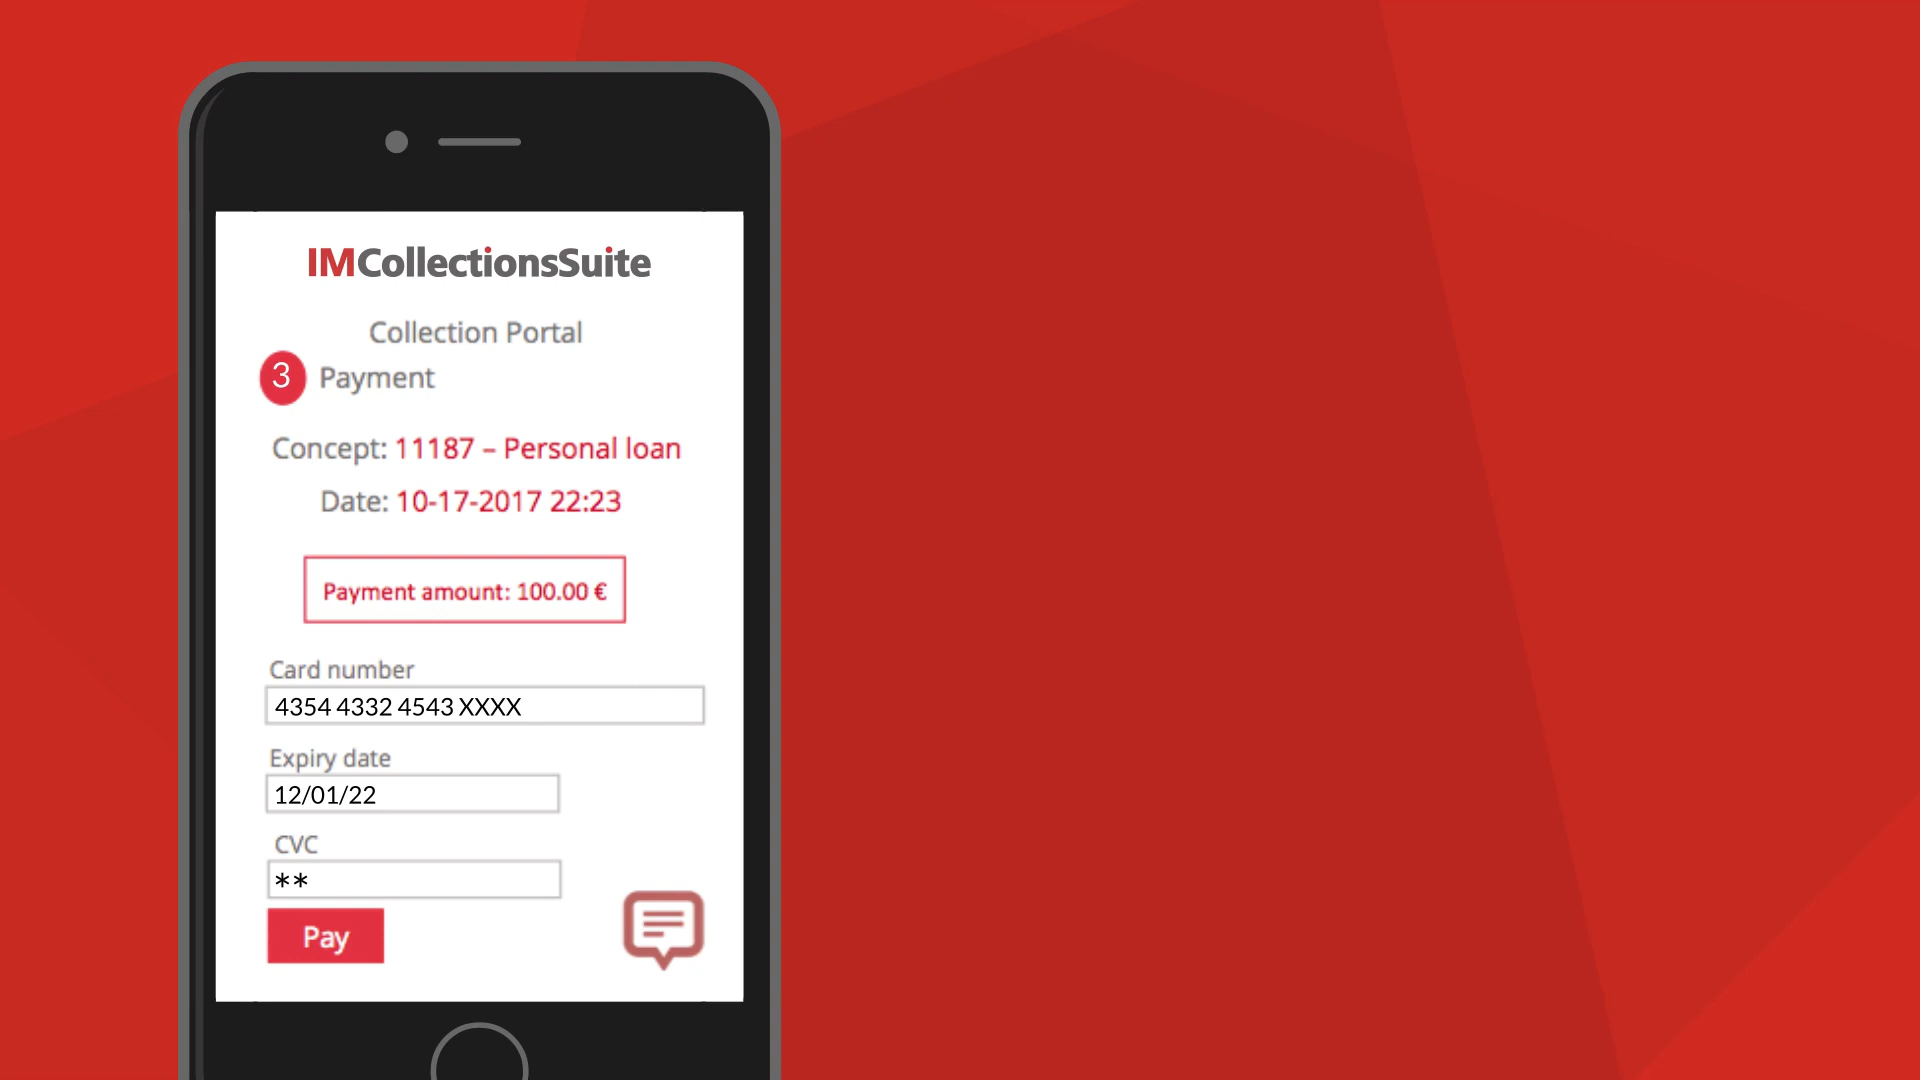 IMCollectionsSuite
Collection Portal
3 Payment
Concept: 11187 – Personal loan
Date: 10-17-2017 22:23
Payment amount: 100.00 €
Card number
4354 4332 4543 XXXX
Expiry date
12/01/22
CVC
**
Pay